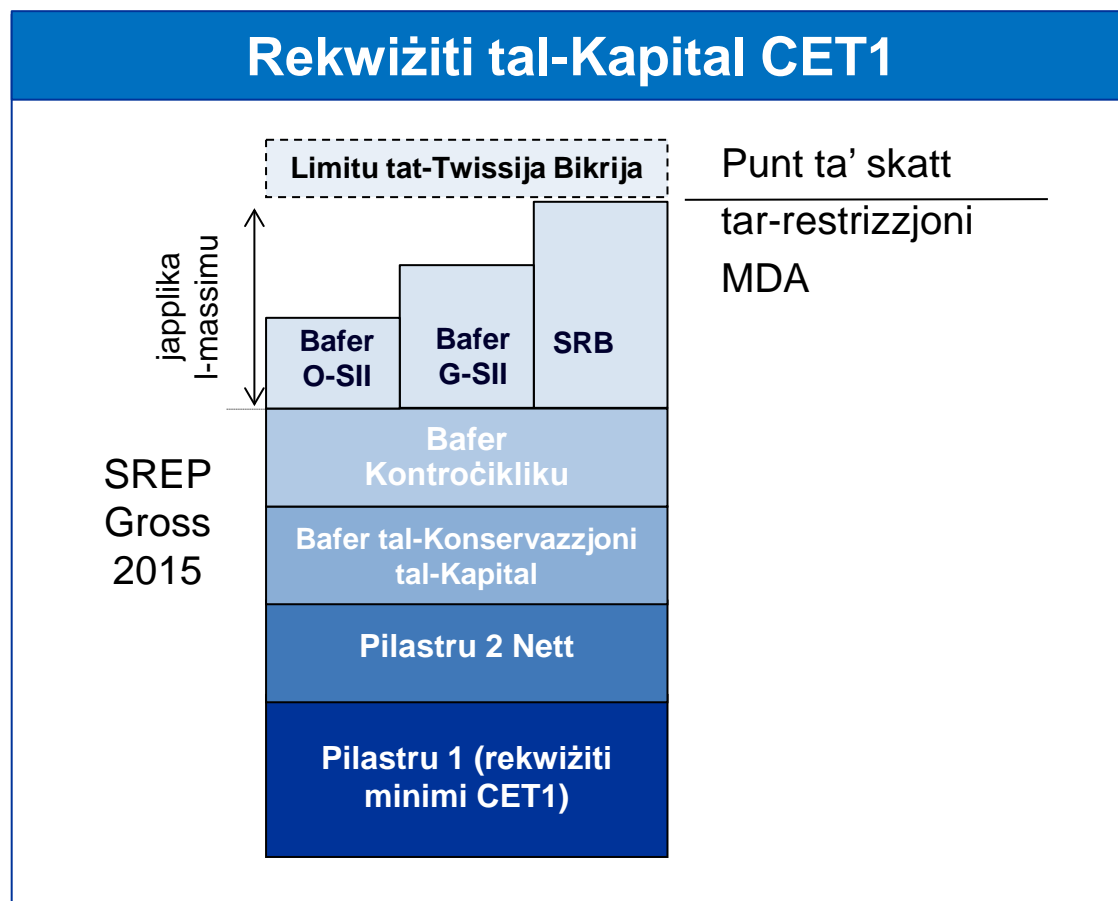 Rekwiżiti tal-Kapital CET1
Limitu tat-Twissija Bikrija
Punt ta’ skatt
tar-restrizzjoni
MDA
japplika
l-massimu
Bafer
O-SII
Bafer
G-SII
SRB
Bafer
Kontroċikliku
SREP
Gross
2015
Bafer tal-Konservazzjoni
tal-Kapital
Pilastru 2 Nett
Pilastru 1 (rekwiżiti
minimi CET1)